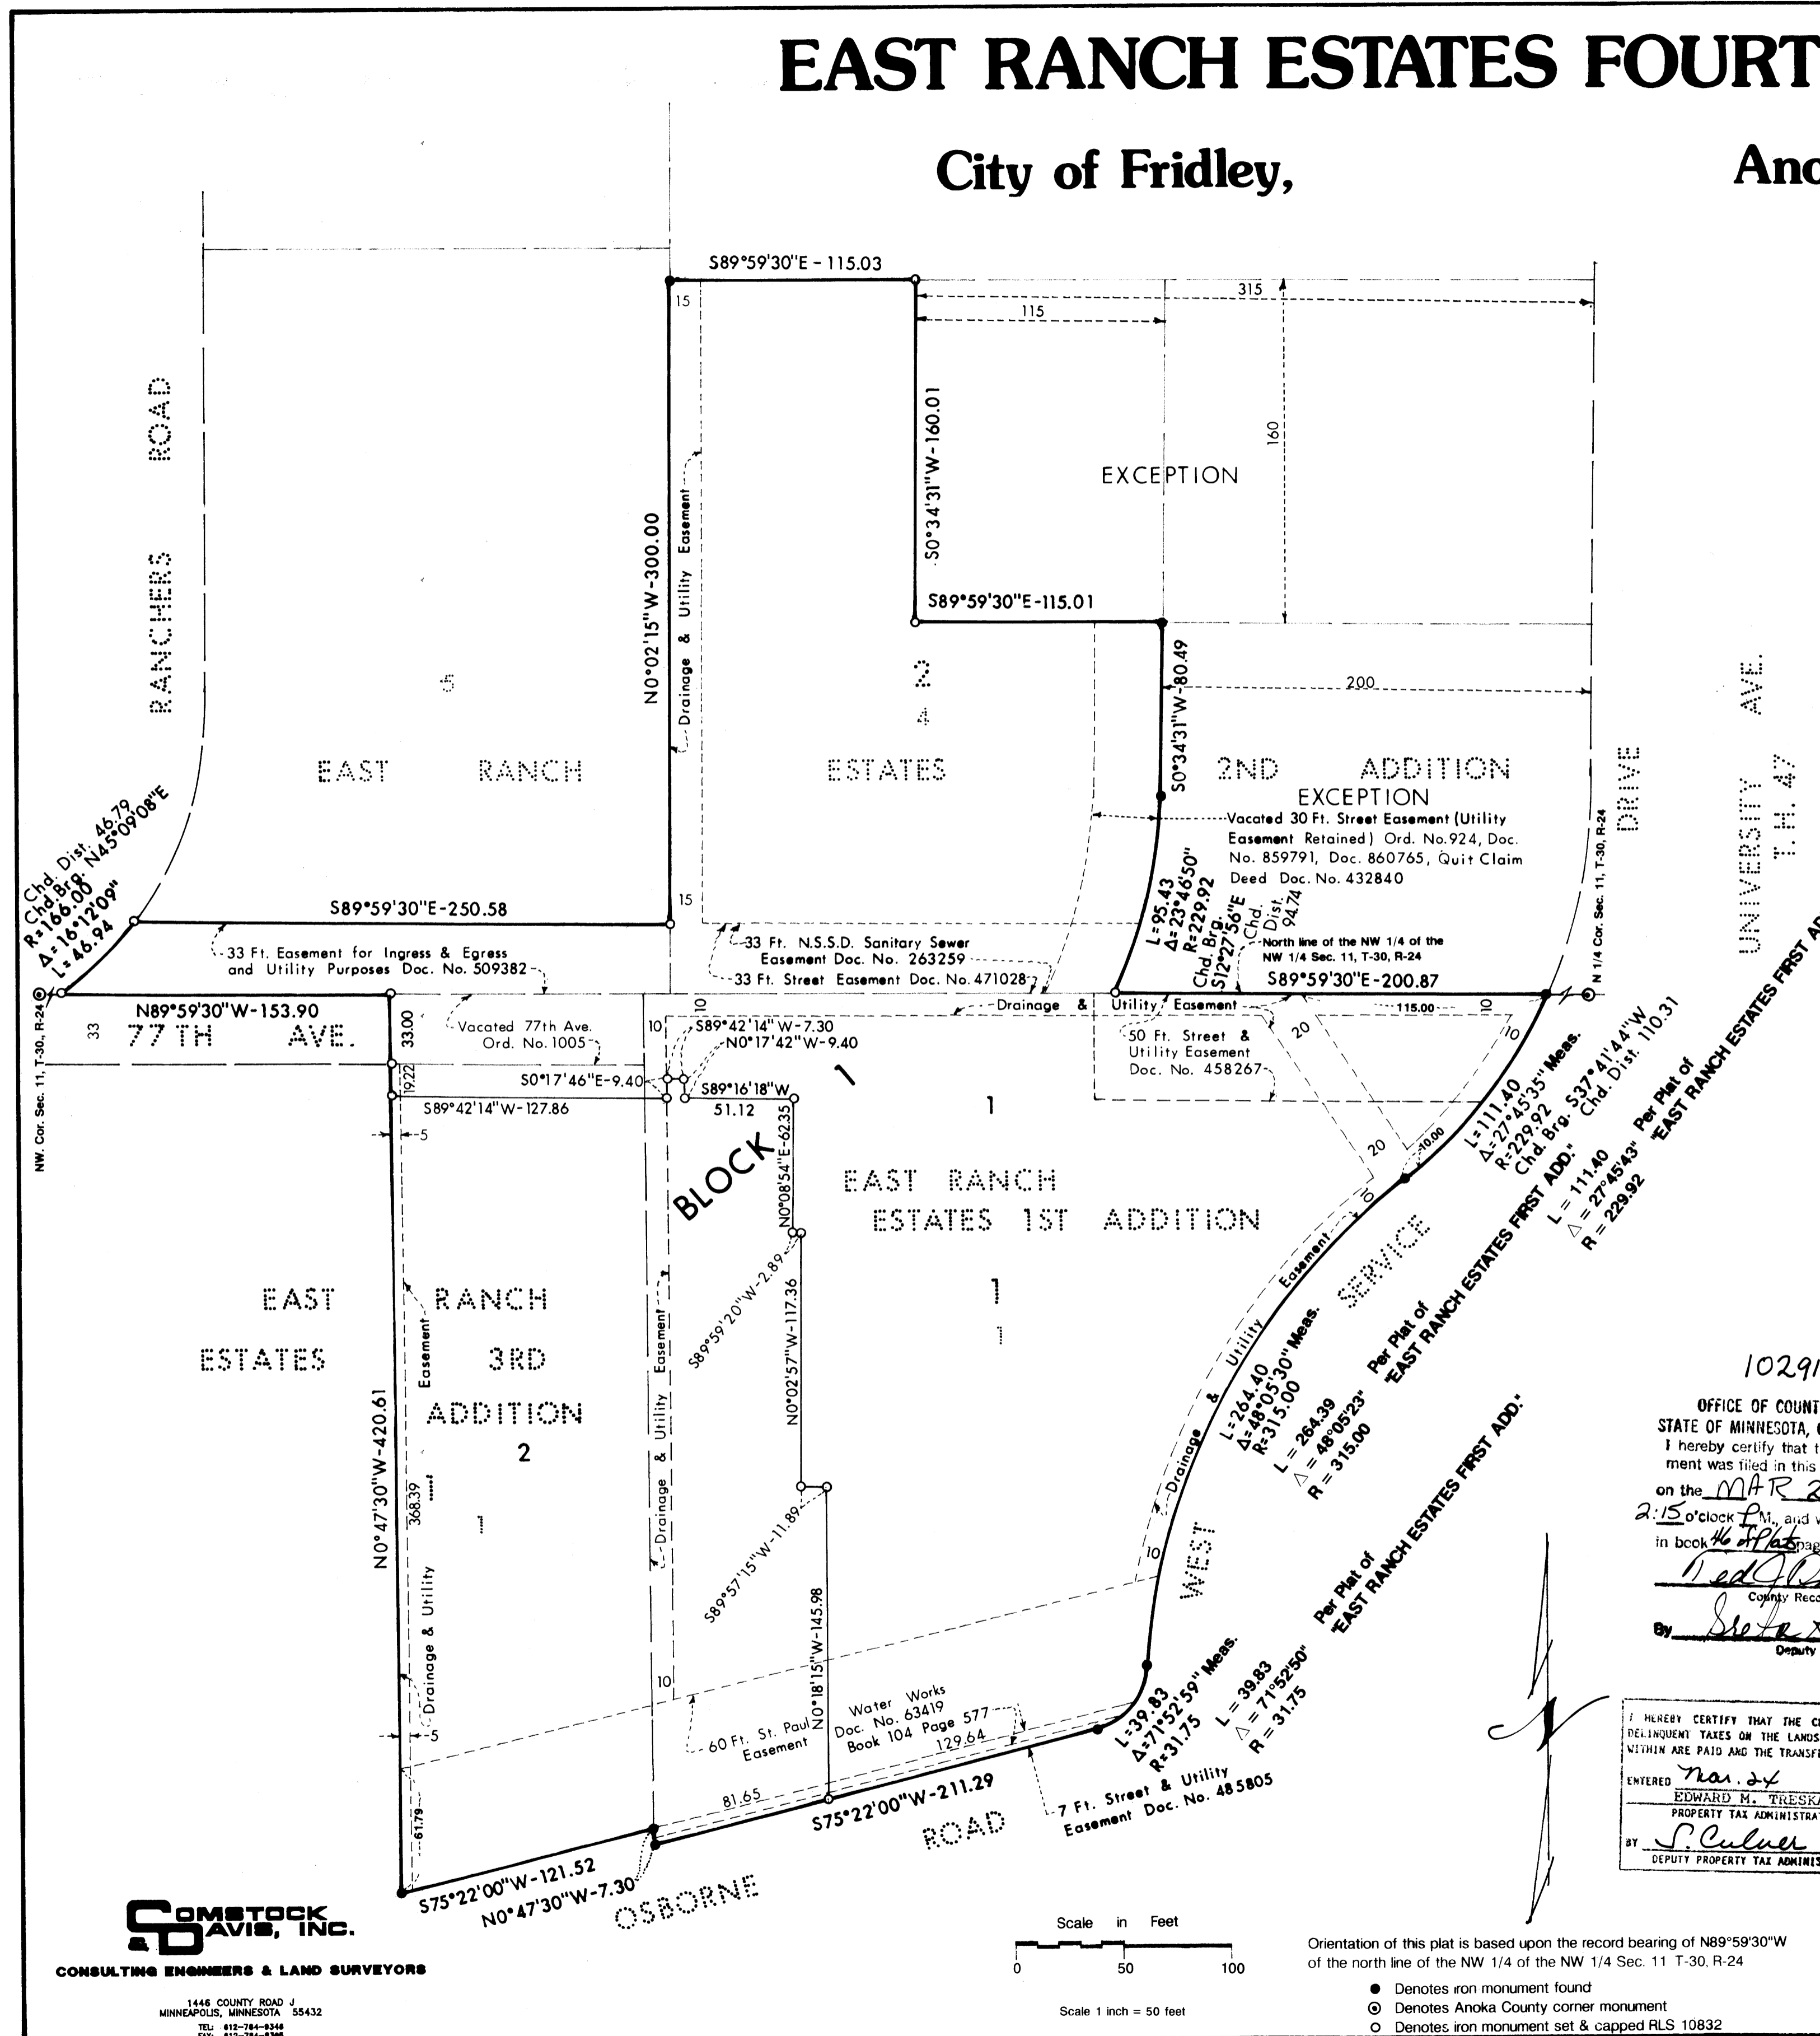 EAST RANCH ESTATES FOURT
City of Fridley,
Ano
S89°59'30"E - 115.03
15
315
115
160
RANCHERS ROAD
N0°02'15"W-300.00
Drainage & Utility Easement
S0°34'31"W-160.01
EXCEPTION
S89°59'30"E-115.01
5
2
4
S0°34'31"W-80.49
200
EAST RANCH ESTATES 2ND ADDITION
EXCEPTION
Vacated 30 Ft. Street Easement (Utility
Easement Retained) Ord. No.924, Doc.
No. 859791, Doc. 860765, Quit Claim
Deed Doc. No. 432840
DRIVE
UNIVERSITY AVE.
T.H. 47
N 1/4 Cor. Sec. 11, T-30, R-24
Chd. Dist. 46.79
Chd.Brg. N45°09'08"E
R=166.00
Δ=16°12'09"
L=46.94
S89°59'30"E-250.58
15
33 Ft. Easement for Ingress & Egress
and Utility Purposes Doc. No. 509382
33 Ft. N.S.S.D. Sanitary Sewer
Easement Doc. No. 263259
33 Ft. Street Easement Doc. No. 471028
L=95.43
Δ=23°46'50"
R=229.92
Chd. Brg.
S12°27'56"E
Chd.
Dist.
94.74
North line of the NW 1/4 of the
NW 1/4 Sec. 11, T-30, R-24
S89°59'30"E-200.87
N89°59'30"W-153.90
NW. Cor. Sec. 11, T-30., R-24
33
77TH AVE.
33.00
Vacated 77th Ave.
Ord. No. 1005
10
10
Drainage & Utility Easement
115.00
10
S89°42'14"W-7.30
N0°17'42"W-9.40
50 Ft. Street &
Utility Easement
Doc. No. 458267
20
10
19.22
S0°17'46"E-9.40
S89°42'14"W-127.86
S89°16'18"W
51.12
5
BLOCK 1
N0°08'54"E-62.35
1
20
10.00
10
L=111.40
Δ=27°45'35" Meas.
R=229.92
Chd. Brg. S37°41'44"W
Chd. Dist. 110.31
L = 111.40
△ = 27°45'43"
R = 229.92
Per Plat of
"EAST RANCH ESTATES FIRST AD
EAST RANCH
ESTATES 1ST ADDITION
S89°59'20"W-2.89
N0°02'57"W-117.36
1
1
Drainage & Utility Easement
WEST SERVICE
L=264.40
Δ=48°05'30" Meas.
R=315.00
L = 264.39
△ = 48°05'23"
R = 315.00
Per Plat of
"EAST RANCH ESTATES FIRST ADD."
EAST RANCH
ESTATES 3RD
ADDITION
2
1
N0°47'30"W-420.61
368.39
Drainage & Utility Easement
Drainage & Utility Easement
S89°57'15"W-11.89
N0°18'15"W-145.98
10
10
60 Ft. St. Paul Water Works
Easement Doc. No. 63419
Book 104 Page 577
129.64
5
61.79
81.65
L=39.83
Δ=71°52'59" Meas.
R=31.75
L = 39.83
△ = 71°52'50"
R = 31.75
Per Plat of
"EAST RANCH ESTATES FIRST ADD."
7 Ft. Street & Utility
Easement Doc. No. 485805
S75°22'00"W-211.29
S75°22'00"W-121.52
N0°47'30"W-7.30
OSBORNE ROAD
10291
OFFICE OF COUNT
STATE OF MINNESOTA,
I hereby certify that t
ment was filed in this
on the MAR 2
2:15 o'clock P M., and
in book 46 of Plats pag
County Reco
By
Deputy
I HEREBY CERTIFY THAT THE
DELINQUENT TAXES ON THE LANDS
WITHIN ARE PAID AND THE TRANSFE
ENTERED Mar. 24
EDWARD M. TRESKA
PROPERTY TAX ADMINISTRA
BY S. Culver
DEPUTY PROPERTY TAX ADMINIS
COMSTOCK
& DAVIS, INC.
CONSULTING ENGINEERS & LAND SURVEYORS
1446 COUNTY ROAD J
MINNEAPOLIS, MINNESOTA 55432
TEL: 612-784-9346
Scale in Feet
0 50 100
Scale 1 inch = 50 feet
Orientation of this plat is based upon the record bearing of N89°59'30"W
of the north line of the NW 1/4 of the NW 1/4 Sec. 11 T-30, R-24
Denotes iron monument found
Denotes Anoka County corner monument
Denotes iron monument set & capped RLS 10832